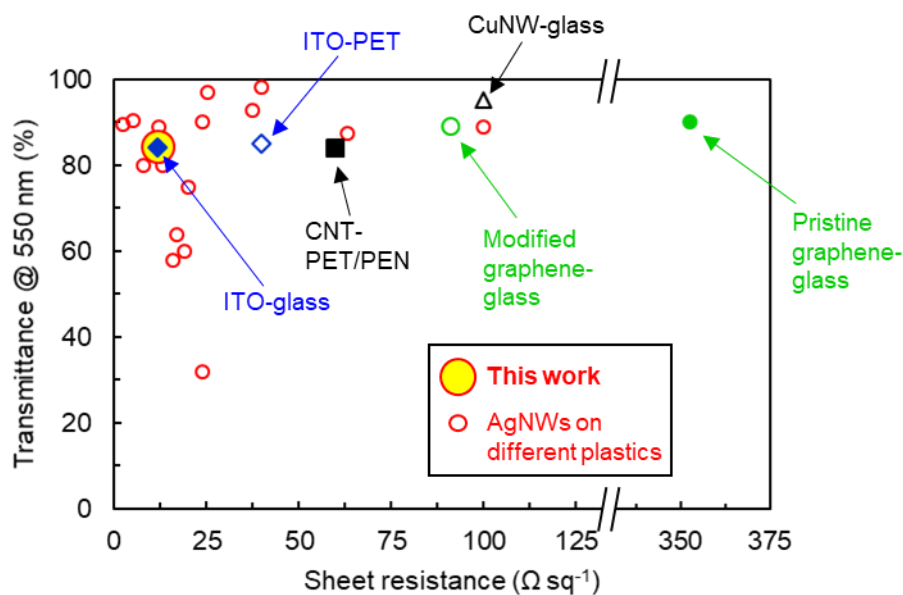 CuNW-glass
ITO-PET
100
80
60
40
20
0
Transmittance @ 550 nm (%)
CNT-
PET/PEN
ITO-glass
Modified
graphene-
glass
Pristine
graphene-
glass
This work
AgNWs on
different plastics
0 25 50 75 100 125 350 375
Sheet resistance (Ω sq⁻¹)